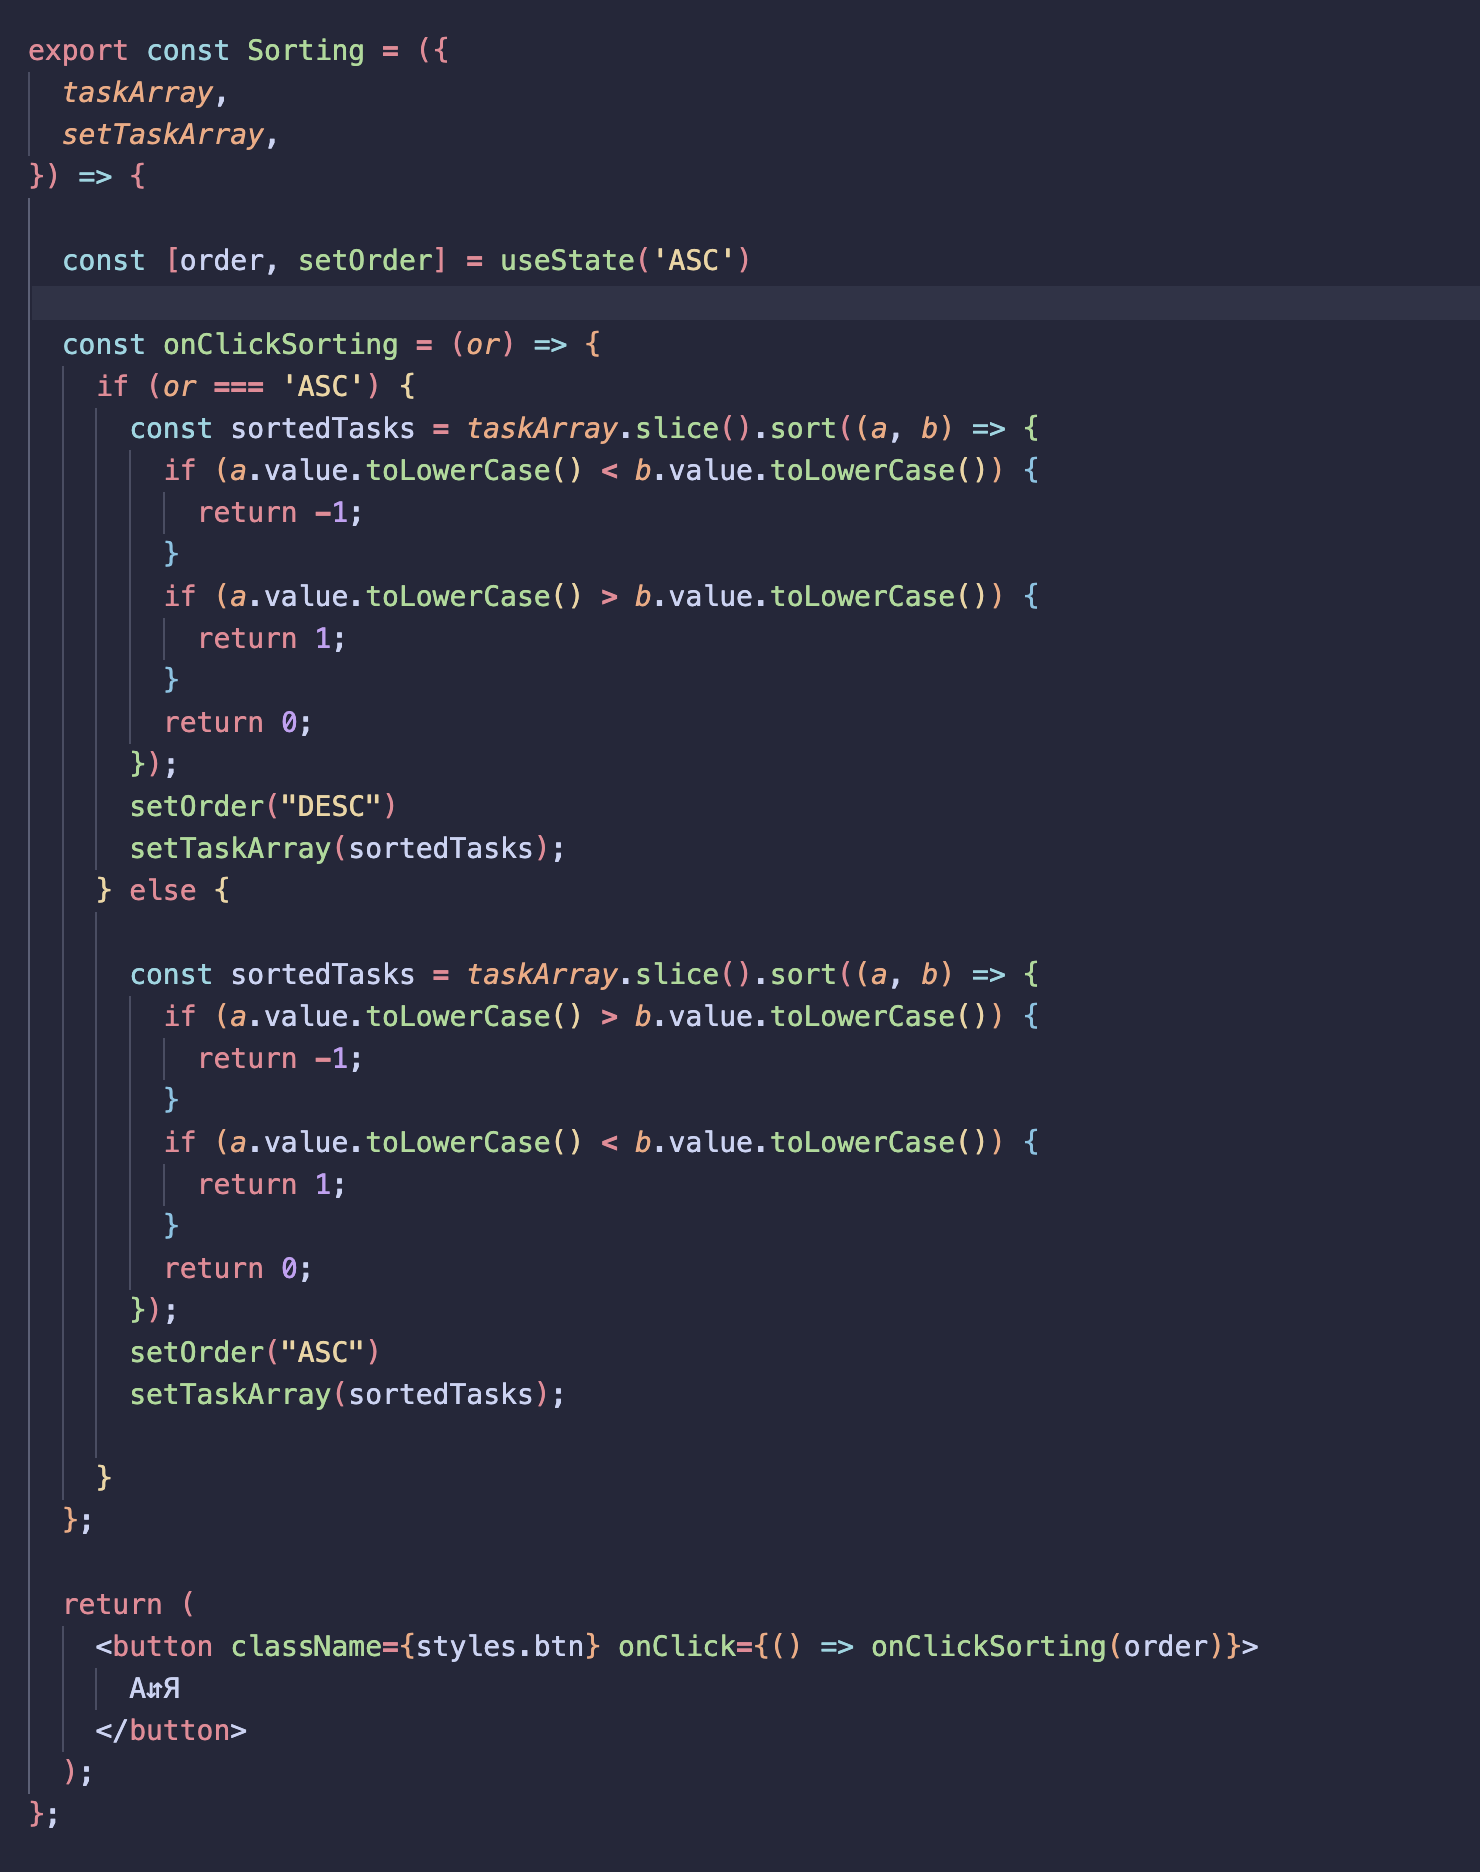 export const Sorting = ({
  taskArray,
  setTaskArray,
}) => {

  const [order, setOrder] = useState('ASC')

  const onClickSorting = (or) => {
    if (or === 'ASC') {
      const sortedTasks = taskArray.slice().sort((a, b) => {
        if (a.value.toLowerCase() < b.value.toLowerCase()) {
          return -1;
        }
        if (a.value.toLowerCase() > b.value.toLowerCase()) {
          return 1;
        }
        return 0;
      });
      setOrder("DESC")
      setTaskArray(sortedTasks);
    } else {

      const sortedTasks = taskArray.slice().sort((a, b) => {
        if (a.value.toLowerCase() > b.value.toLowerCase()) {
          return -1;
        }
        if (a.value.toLowerCase() < b.value.toLowerCase()) {
          return 1;
        }
        return 0;
      });
      setOrder("ASC")
      setTaskArray(sortedTasks);

    }
  };

  return (
    <button className={styles.btn} onClick={() => onClickSorting(order)}>
      А⇵Я
    </button>
  );
};